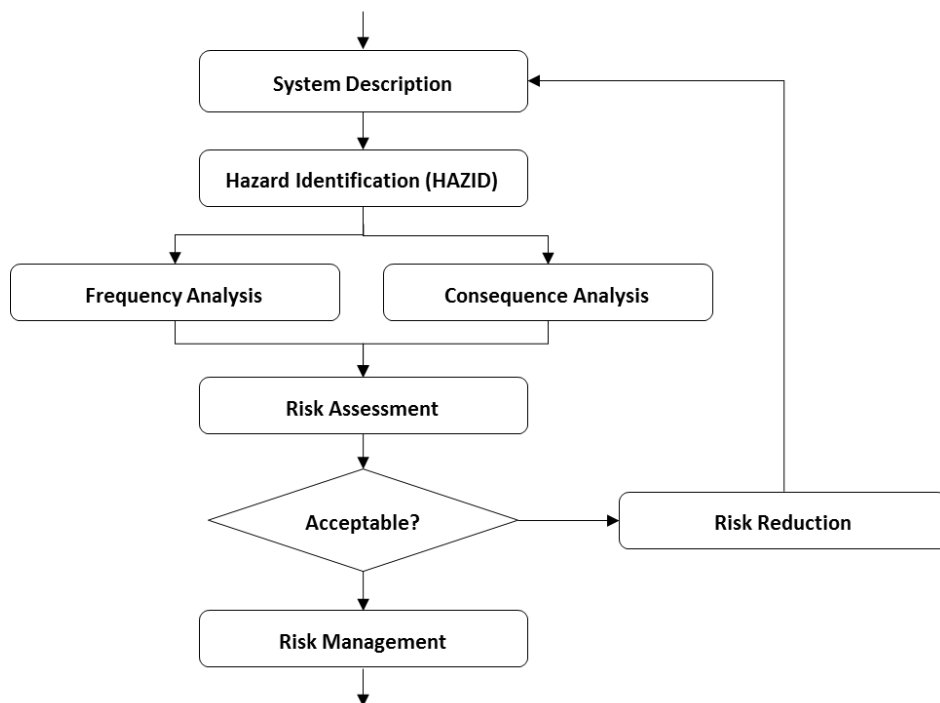 System Description
Hazard Identification (HAZID)
Frequency Analysis
Consequence Analysis
Risk Assessment
Acceptable?
Risk Reduction
Risk Management